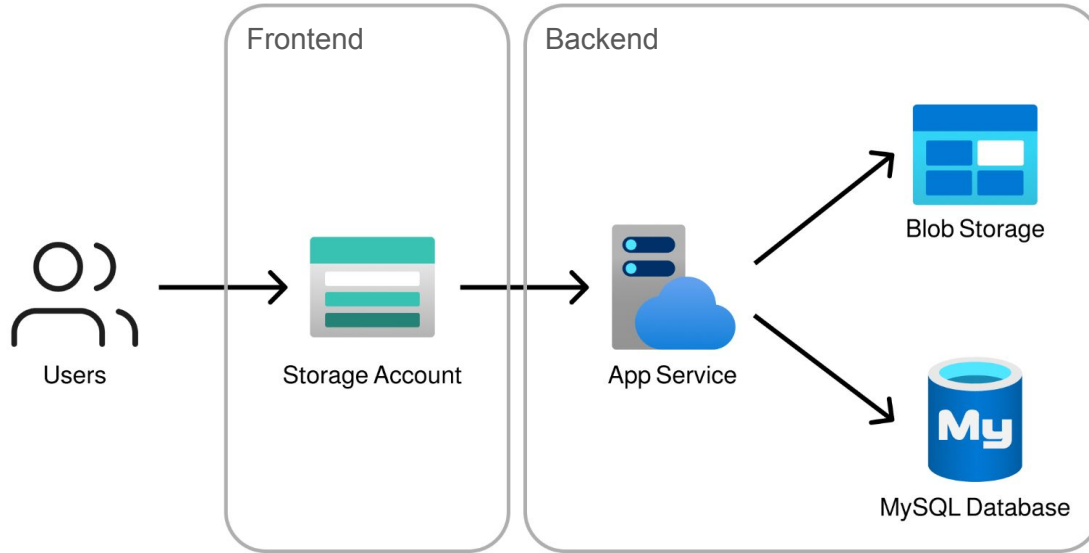 Frontend
Backend
Users
Storage Account
App Service
Blob Storage
My
MySQL Database